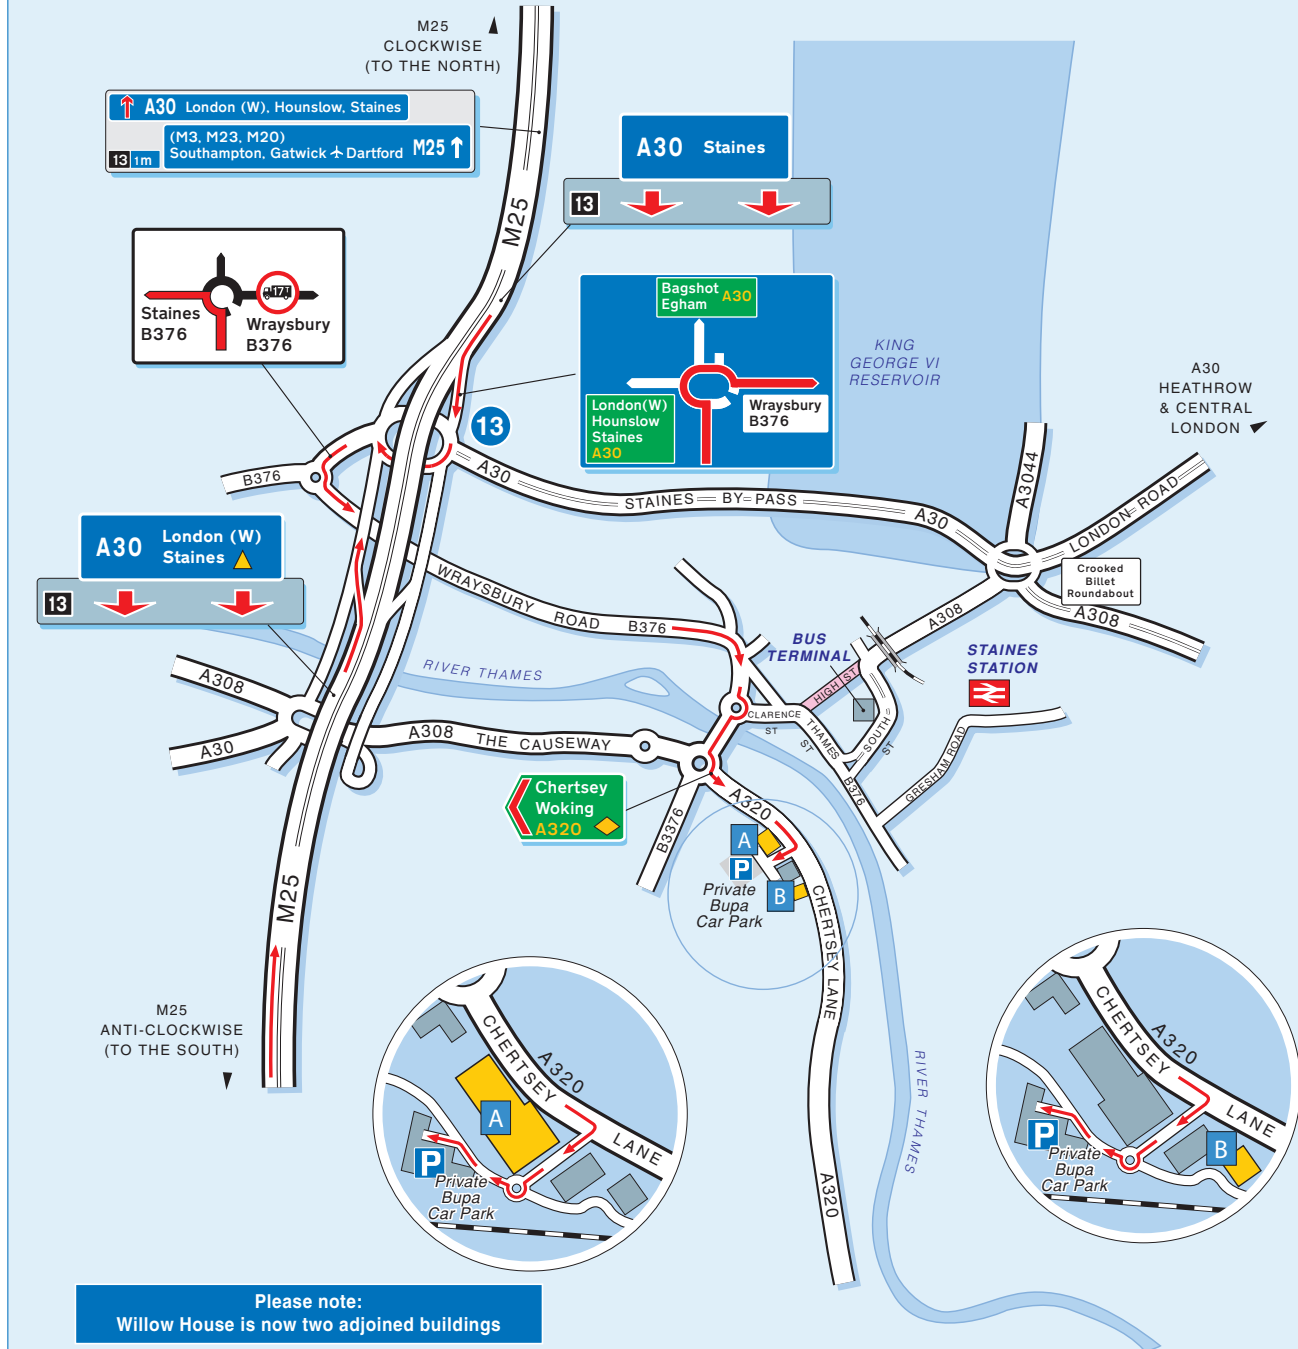 M25
CLOCKWISE
(TO THE NORTH)
A30 London (W), Hounslow, Staines
(M3, M23, M20)
Southampton, Gatwick Dartford M25
13 1m
A30 Staines
13
M25
Staines
B376
17T
Wraysbury
B376
Bagshot
Egham A30
London(W)
Hounslow
Staines
A30
Wraysbury
B376
KING
GEORGE VI
RESERVOIR
A30
HEATHROW
& CENTRAL
LONDON
13
B376
A30
STAINES BY PASS
A30
A3044
LONDON ROAD
Crooked
Billet
Roundabout
A308
A308
A30 London (W)
Staines
13
WRAYSBURY ROAD B376
BUS
TERMINAL
STAINES
STATION
RIVER THAMES
HIGH ST
A308
A30
A308 THE CAUSEWAY
CLARENCE
ST
THAMES
ST
SOUTH
ST
B376
GRESHAM ROAD
Chertsey
Woking
A320
A320
B3376
A
P
B
Private
Bupa
Car Park
CHERTSEY LANE
M25
M25
ANTI-CLOCKWISE
(TO THE SOUTH)
A320
RIVER THAMES
CHERTSEY
LANE
A320
A
P
Private
Bupa
Car Park
CHERTSEY
LANE
A320
B
P
Private
Bupa
Car Park
Please note:
Willow House is now two adjoined buildings